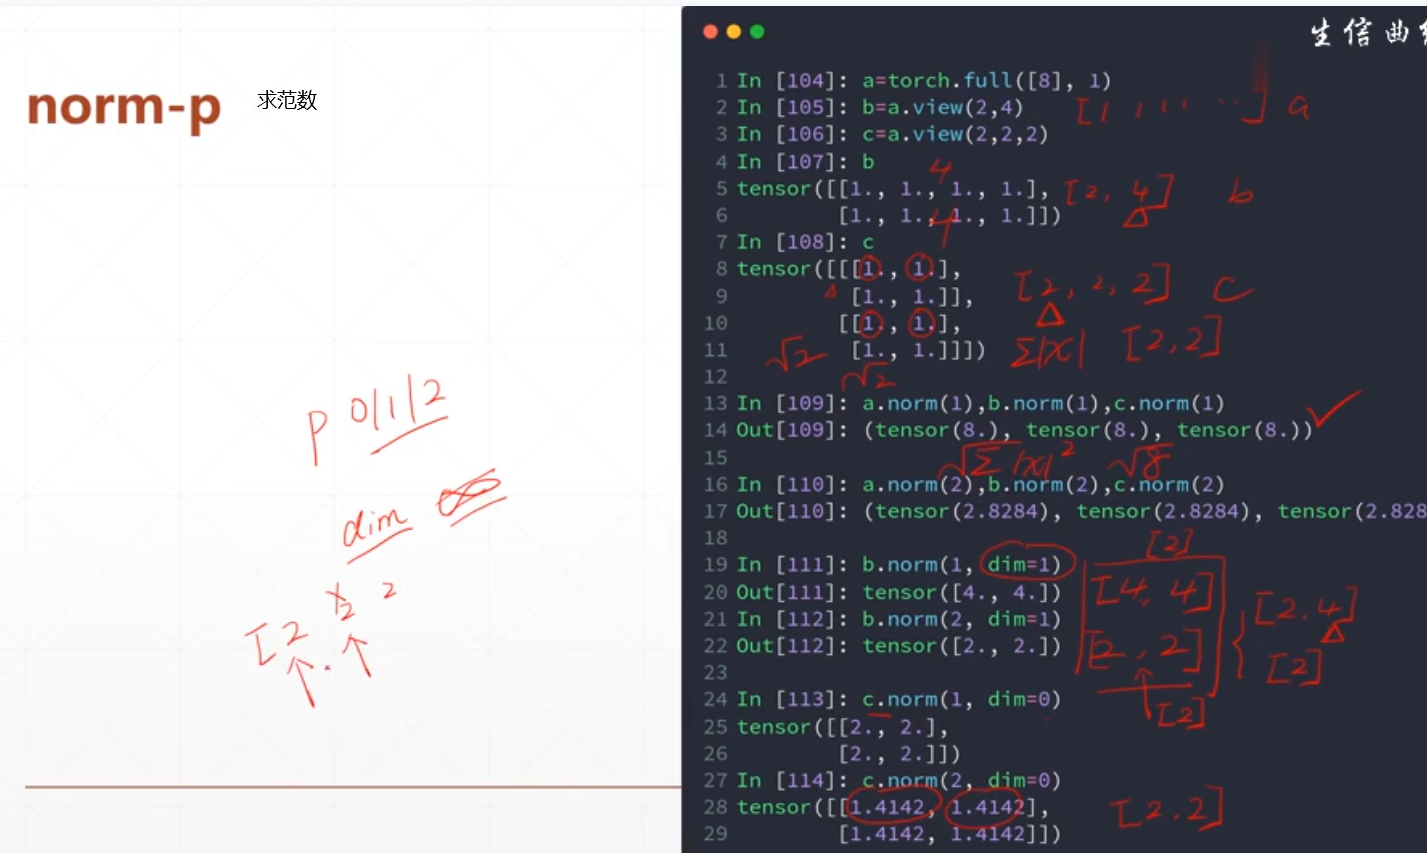 norm-p 求范数
p 0/1/2
dim
[2
2 2
生信曲
1 In [104]: a=torch.full([8], 1)
2 In [105]: b=a.view(2,4)
[1 , 1 , 1 1 ...] a
3 In [106]: c=a.view(2,2,2)
4 In [107]: b
4
5 tensor([[1., 1., 1., 1.], [2, 4] b
6 [1., 1., 1., 1.]])
4
7 In [108]: c
8 tensor([[[1., 1.], [2, 2, 2] c
9 [1., 1.]],
10 [[1., 1.],
11 [1., 1.]]]) Σ|x| [2,2]
√2
√2
12
13 In [109]: a.norm(1),b.norm(1),c.norm(1)
14 Out[109]: (tensor(8.), tensor(8.), tensor(8.))
15 √Σ|x|² √8
16 In [110]: a.norm(2),b.norm(2),c.norm(2)
17 Out[110]: (tensor(2.8284), tensor(2.8284), tensor(2.828
18 [2]
19 In [111]: b.norm(1, dim=1)
20 Out[111]: tensor([4., 4.]) [4, 4] [2,4]
21 In [112]: b.norm(2, dim=1)
22 Out[112]: tensor([2., 2.]) [2, 2] [2]
23
24 In [113]: c.norm(1, dim=0) [2]
25 tensor([[2., 2.],
26 [2., 2.]])
27 In [114]: c.norm(2, dim=0)
28 tensor([[1.4142, 1.4142], [2,2]
29 [1.4142, 1.4142]])